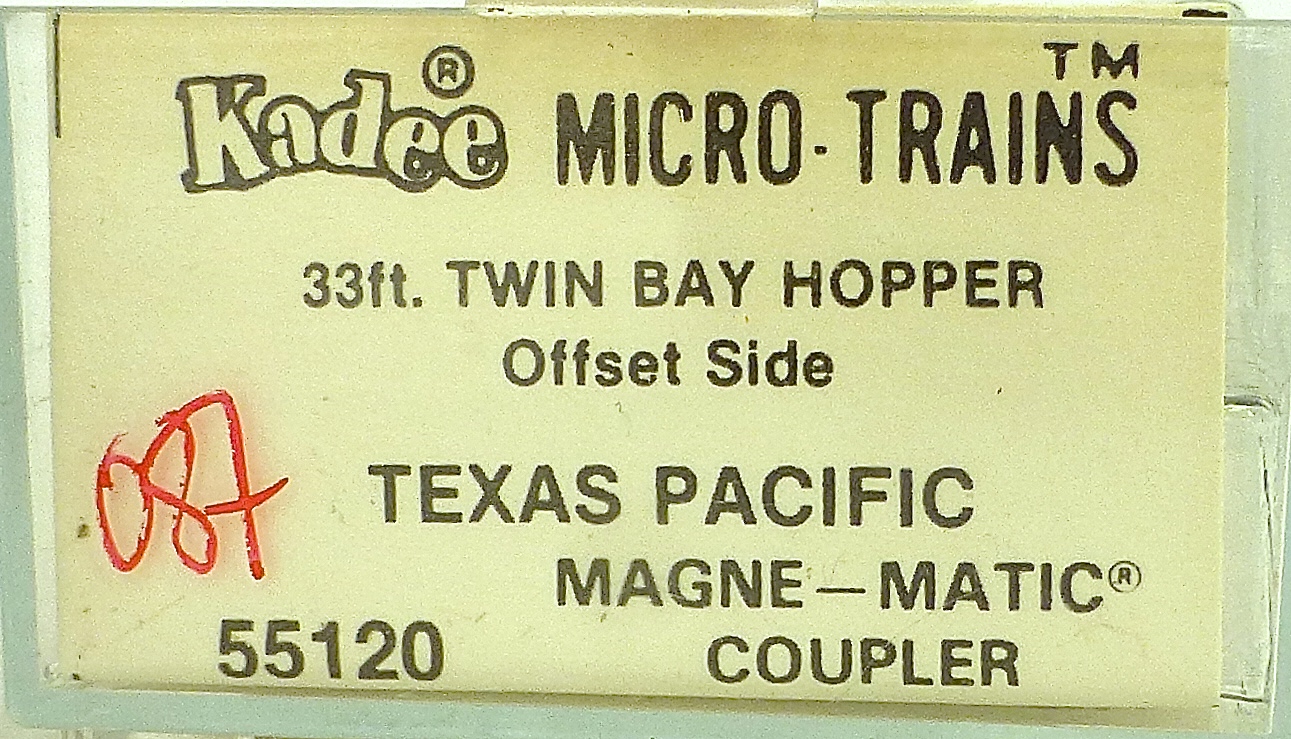 Kadee® MICRO-TRAINS™
33ft. TWIN BAY HOPPER
Offset Side
087
TEXAS PACIFIC
MAGNE—MATIC®
55120 COUPLER